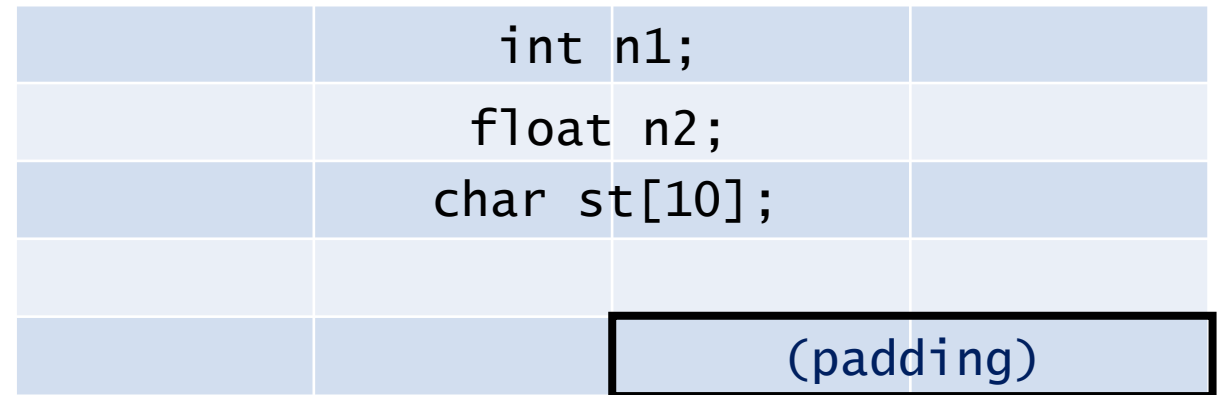 int n1;
float n2;
char st[10];
(padding)